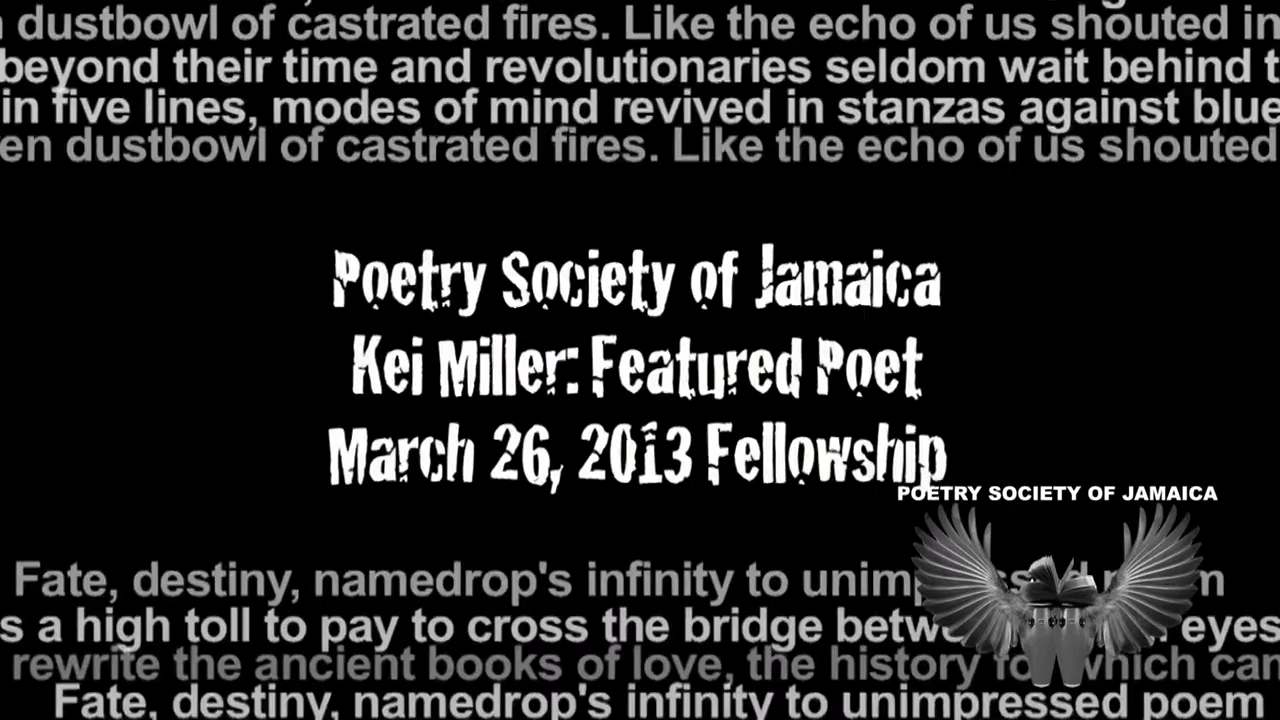 dustbowl of castrated fires. Like the echo of us shouted in
beyond their time and revolutionaries seldom wait behind t
in five lines, modes of mind revived in stanzas against blue
en dustbowl of castrated fires. Like the echo of us shouted
Poetry Society of Jamaica
Kei Miller: Featured Poet
March 26, 2013 Fellowship
POETRY SOCIETY OF JAMAICA
Fate, destiny, namedrop's infinity to unimpressed poem
s a high toll to pay to cross the bridge betw eyes
rewrite the ancient books of love, the history fo which can
Fate, destiny, namedrop's infinity to unimpressed poem